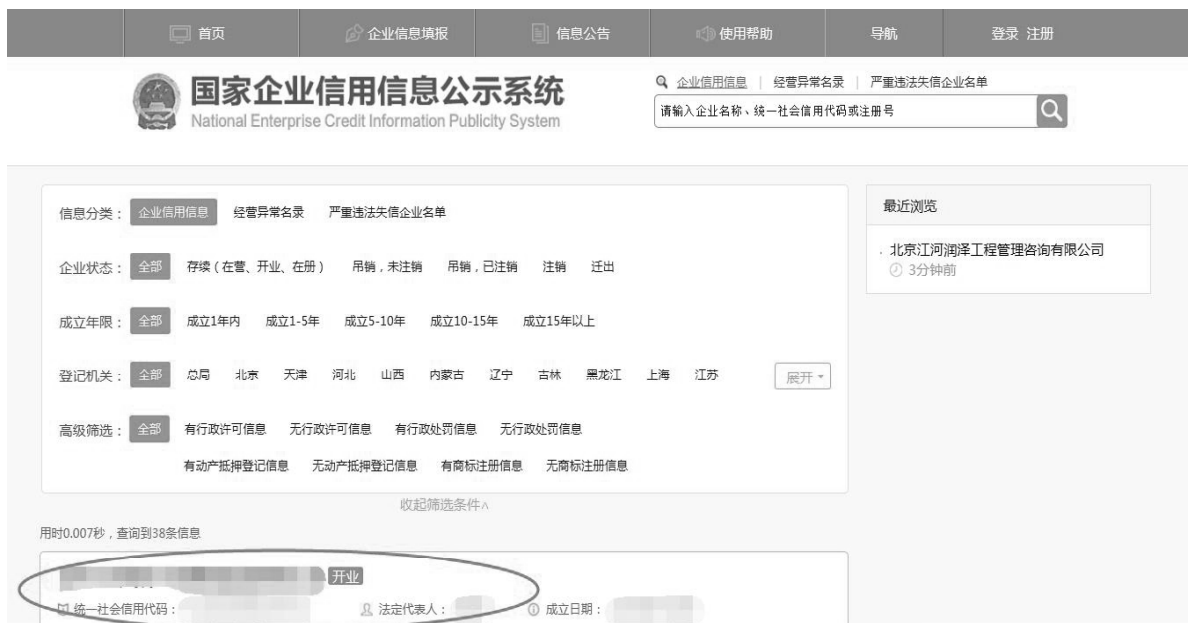 首页 企业信息填报 信息公告 使用帮助 导航 登录 注册
企业信用信息 | 经营异常名录 | 严重违法失信企业名单
国家企业信用信息公示系统
National Enterprise Credit Information Publicity System
请输入企业名称、统一社会信用代码或注册号
信息分类： 企业信用信息 经营异常名录 严重违法失信企业名单
企业状态： 全部 存续（在营、开业、在册） 吊销，未注销 吊销，已注销 注销 迁出
成立年限： 全部 成立1年内 成立1-5年 成立5-10年 成立10-15年 成立15年以上
登记机关： 全部 总局 北京 天津 河北 山西 内蒙古 辽宁 吉林 黑龙江 上海 江苏 展开
高级筛选： 全部 有行政许可信息 无行政许可信息 有行政处罚信息 无行政处罚信息
有动产抵押登记信息 无动产抵押登记信息 有商标注册信息 无商标注册信息
收起筛选条件
最近浏览
北京江河润泽工程管理咨询有限公司
3分钟前
用时0.007秒，查询到38条信息
开业
统一社会信用代码： 法定代表人： 成立日期：